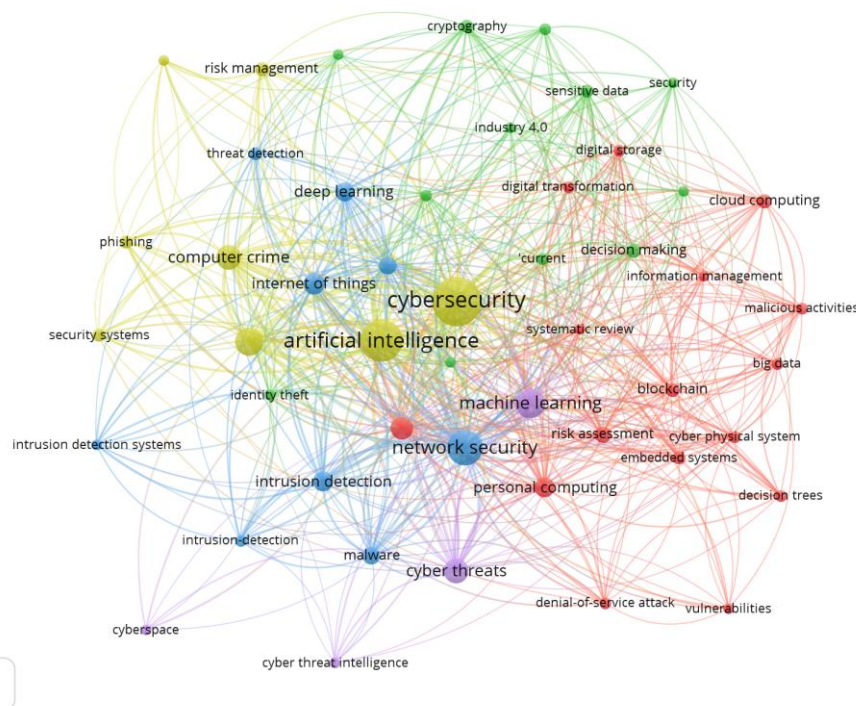 cryptography
risk management
security
sensitive data
industry 4.0
digital storage
threat detection
deep learning
digital transformation
cloud computing
phishing
computer crime
'current
decision making
internet of things
information management
cybersecurity
malicious activities
security systems
artificial intelligence
systematic review
big data
identity theft
machine learning
blockchain
intrusion detection systems
network security
risk assessment
cyber physical system
embedded systems
intrusion detection
personal computing
decision trees
intrusion-detection
malware
cyber threats
denial-of-service attack
vulnerabilities
cyberspace
cyber threat intelligence